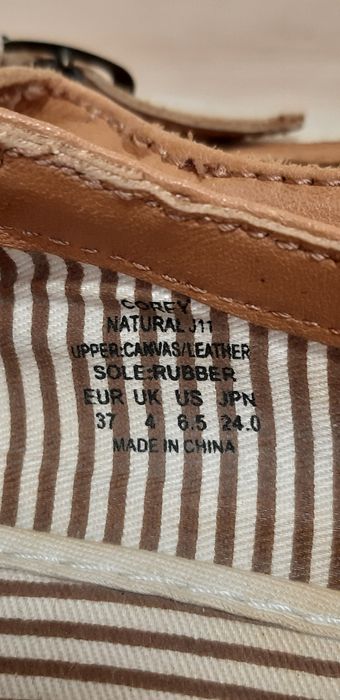 COREY
NATURAL J11
UPPER:CANVAS/LEATHER
SOLE:RUBBER
EUR UK US JPN
37 4 6.5 24.0
MADE IN CHINA